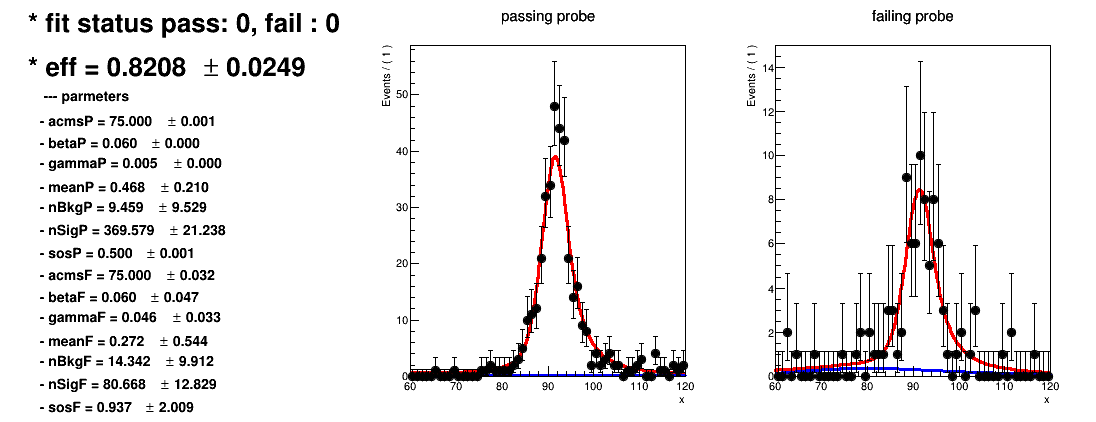 * fit status pass: 0, fail : 0
* eff = 0.8208 ± 0.0249
--- parmeters
- acmsP = 75.000 ± 0.001
- betaP = 0.060 ± 0.000
- gammaP = 0.005 ± 0.000
- meanP = 0.468 ± 0.210
- nBkgP = 9.459 ± 9.529
- nSigP = 369.579 ± 21.238
- sosP = 0.500 ± 0.001
- acmsF = 75.000 ± 0.032
- betaF = 0.060 ± 0.047
- gammaF = 0.046 ± 0.033
- meanF = 0.272 ± 0.544
- nBkgF = 14.342 ± 9.912
- nSigF = 80.668 ± 12.829
- sosF = 0.937 ± 2.009
passing probe
Events / ( 1 )
50
40
30
20
10
0
60 70 80 90 100 110 120
x
failing probe
Events / ( 1 )
14
12
10
8
6
4
2
0
60 70 80 90 100 110 120
x